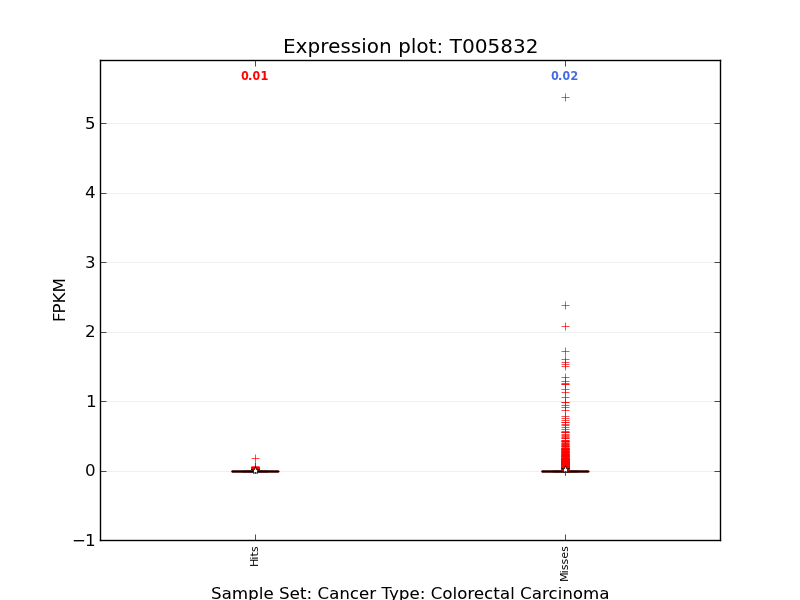 Expression plot: T005832
0.01
0.02
5
4
3
2
1
0
−1
FPKM
Hits
Misses
Sample Set: Cancer Type: Colorectal Carcinoma